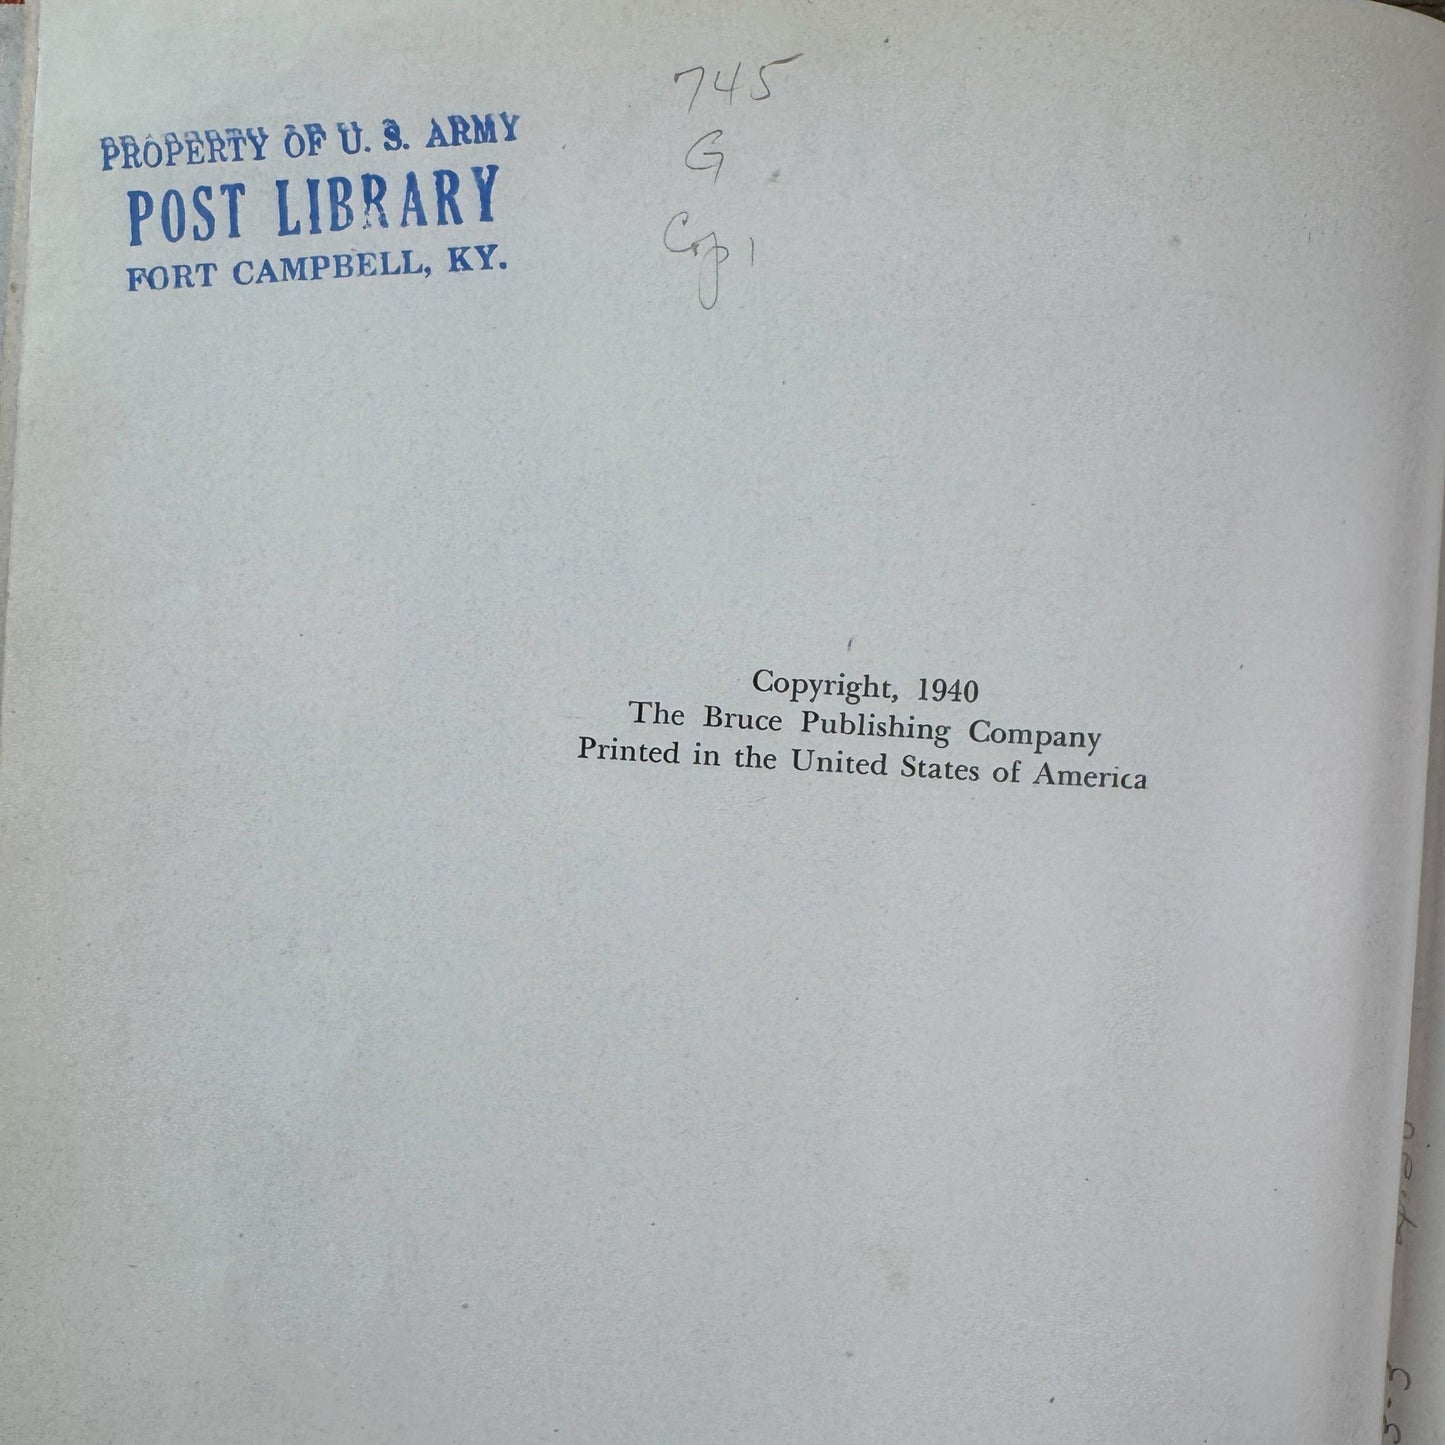 PROPERTY OF U. S. ARMY
POST LIBRARY
FORT CAMPBELL, KY.
745
G
Cop 1
Copyright, 1940
The Bruce Publishing Company
Printed in the United States of America